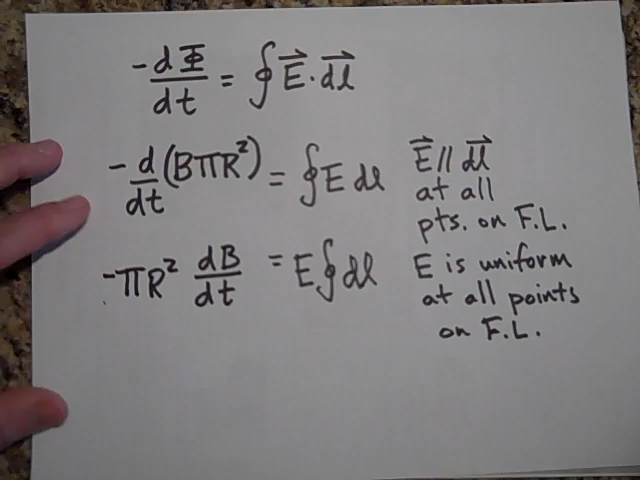 -dΦ/dt = ∮E⃗·dl⃗
-d/dt(BπR²) = ∮E dl
E⃗ // dl⃗
at all
pts. on F.L.
-πR² dB/dt = E∮dl
E is uniform
at all points
on F.L.